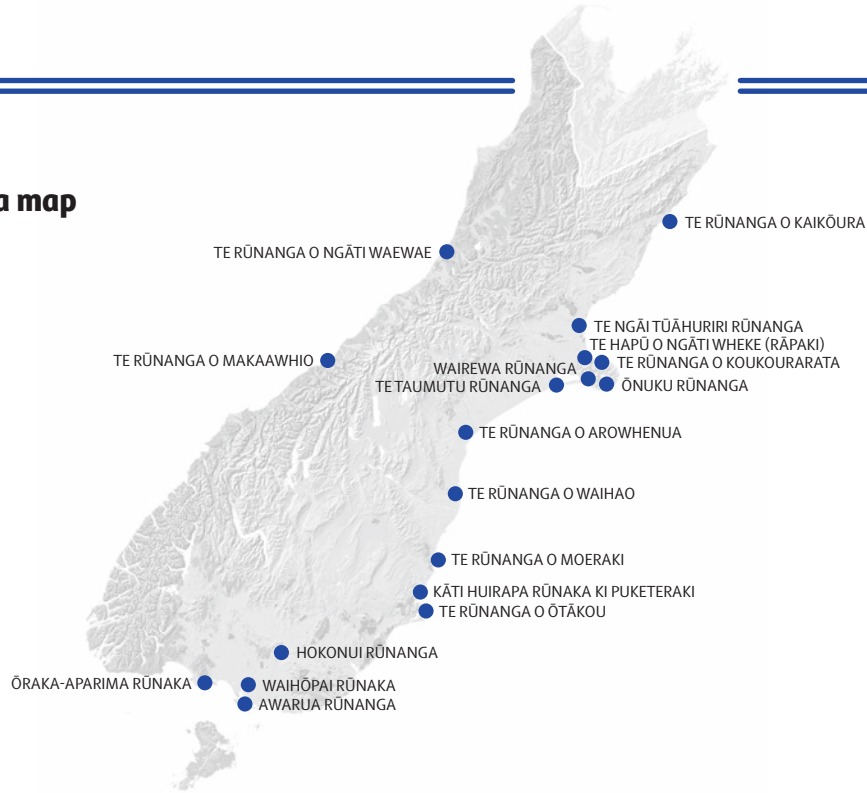 a map
TE RŪNANGA O KAIKŌURA
TE RŪNANGA O NGĀTI WAEWAE
TE NGĀI TŪĀHURIRI RŪNANGA
TE HAPŪ O NGĀTI WHEKE (RĀPAKI)
TE RŪNANGA O MAKAAWHIO
TE RŪNANGA O KOUKOURARATA
WAIREWA RŪNANGA
TE TAUMUTU RŪNANGA
ŌNUKU RŪNANGA
TE RŪNANGA O AROWHENUA
TE RŪNANGA O WAIHAO
TE RŪNANGA O MOERAKI
KĀTI HUIRAPA RŪNAKA KI PUKETERAKI
TE RŪNANGA O ŌTĀKOU
HOKONUI RŪNANGA
ŌRAKA-APARIMA RŪNAKA
WAIHŌPAI RŪNAKA
AWARUA RŪNANGA